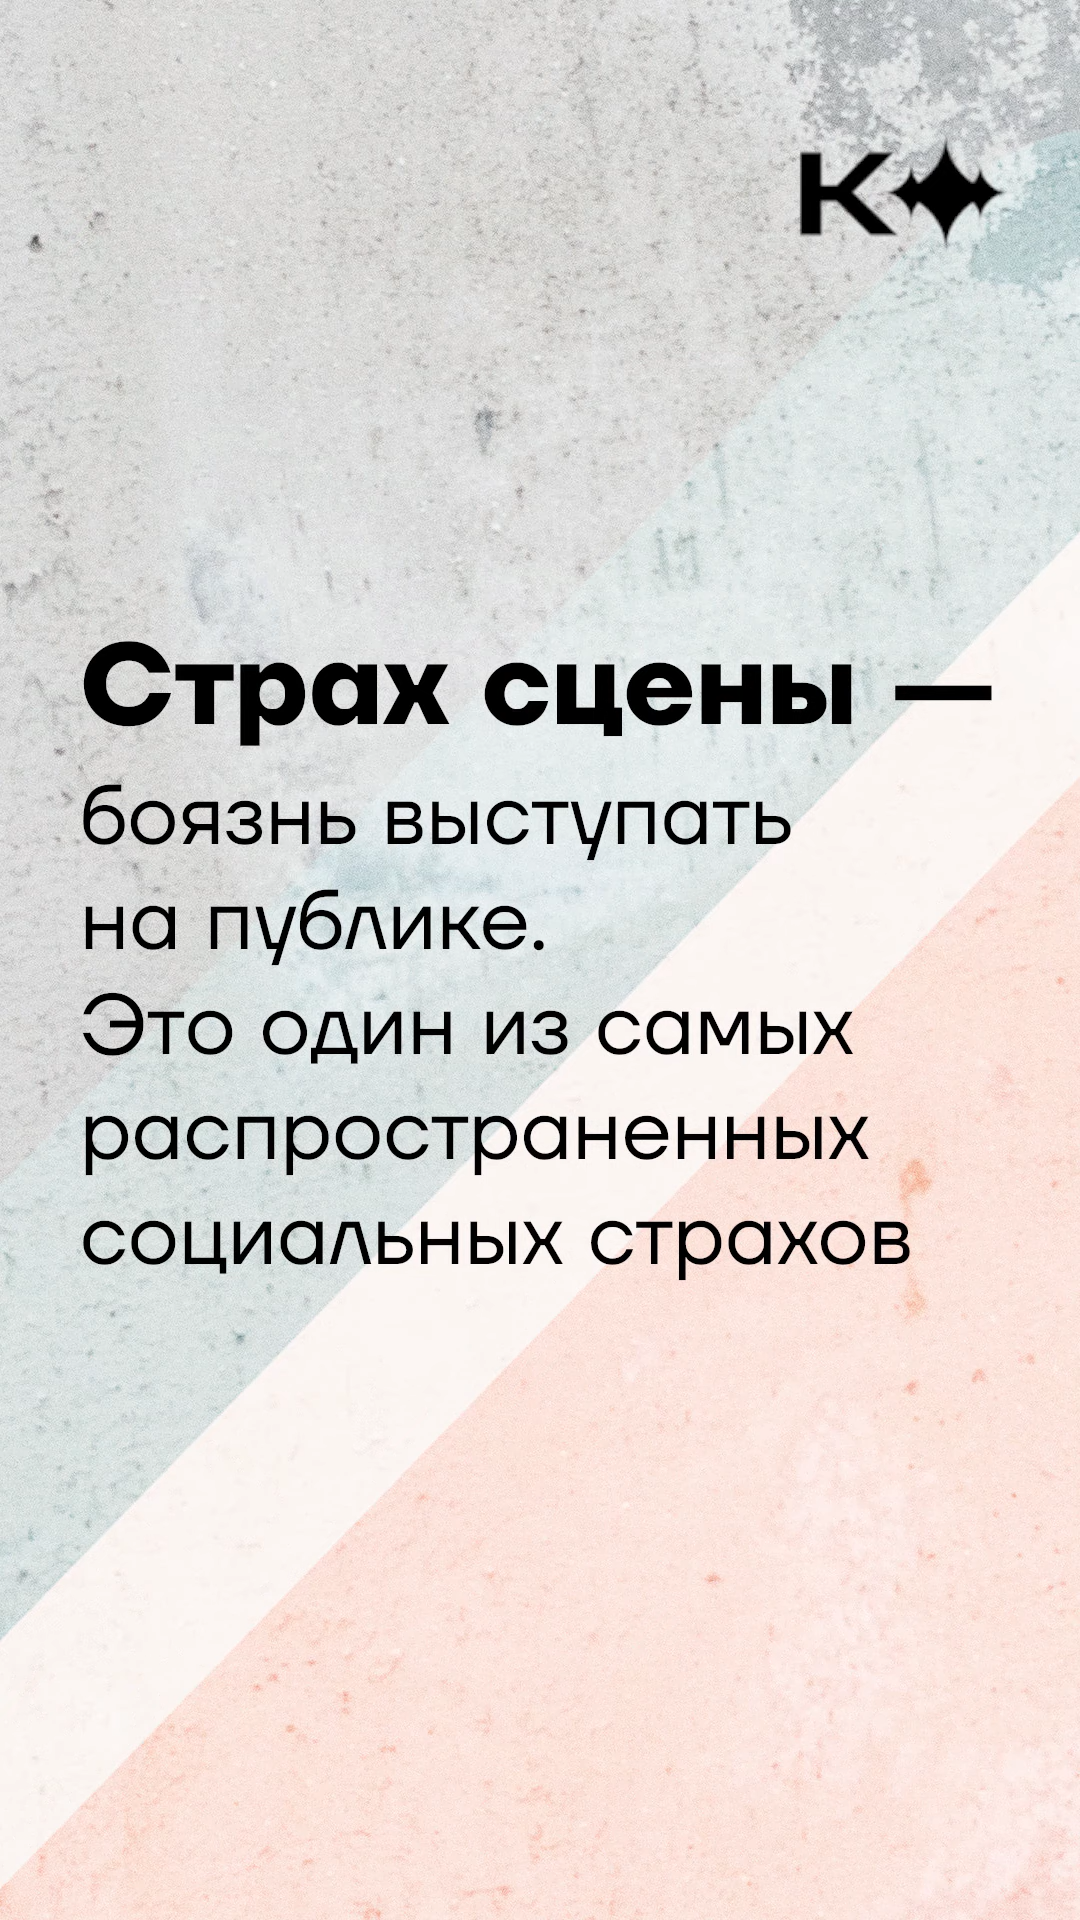 К
Страх сцены —
боязнь выступать
на публике.
Это один из самых
распространенных
социальных страхов